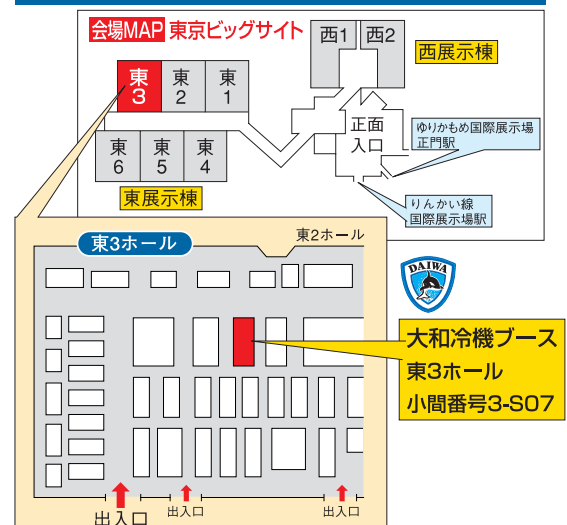 会場MAP 東京ビッグサイト
西1 西2
西展示棟
東3 東2 東1
正面入口
ゆりかもめ国際展示場
正門駅
東6 東5 東4
東展示棟
りんかい線
国際展示場駅
東3ホール
東2ホール
DAIWA
大和冷機ブース
東3ホール
小間番号3-S07
出入口
出入口
出入口